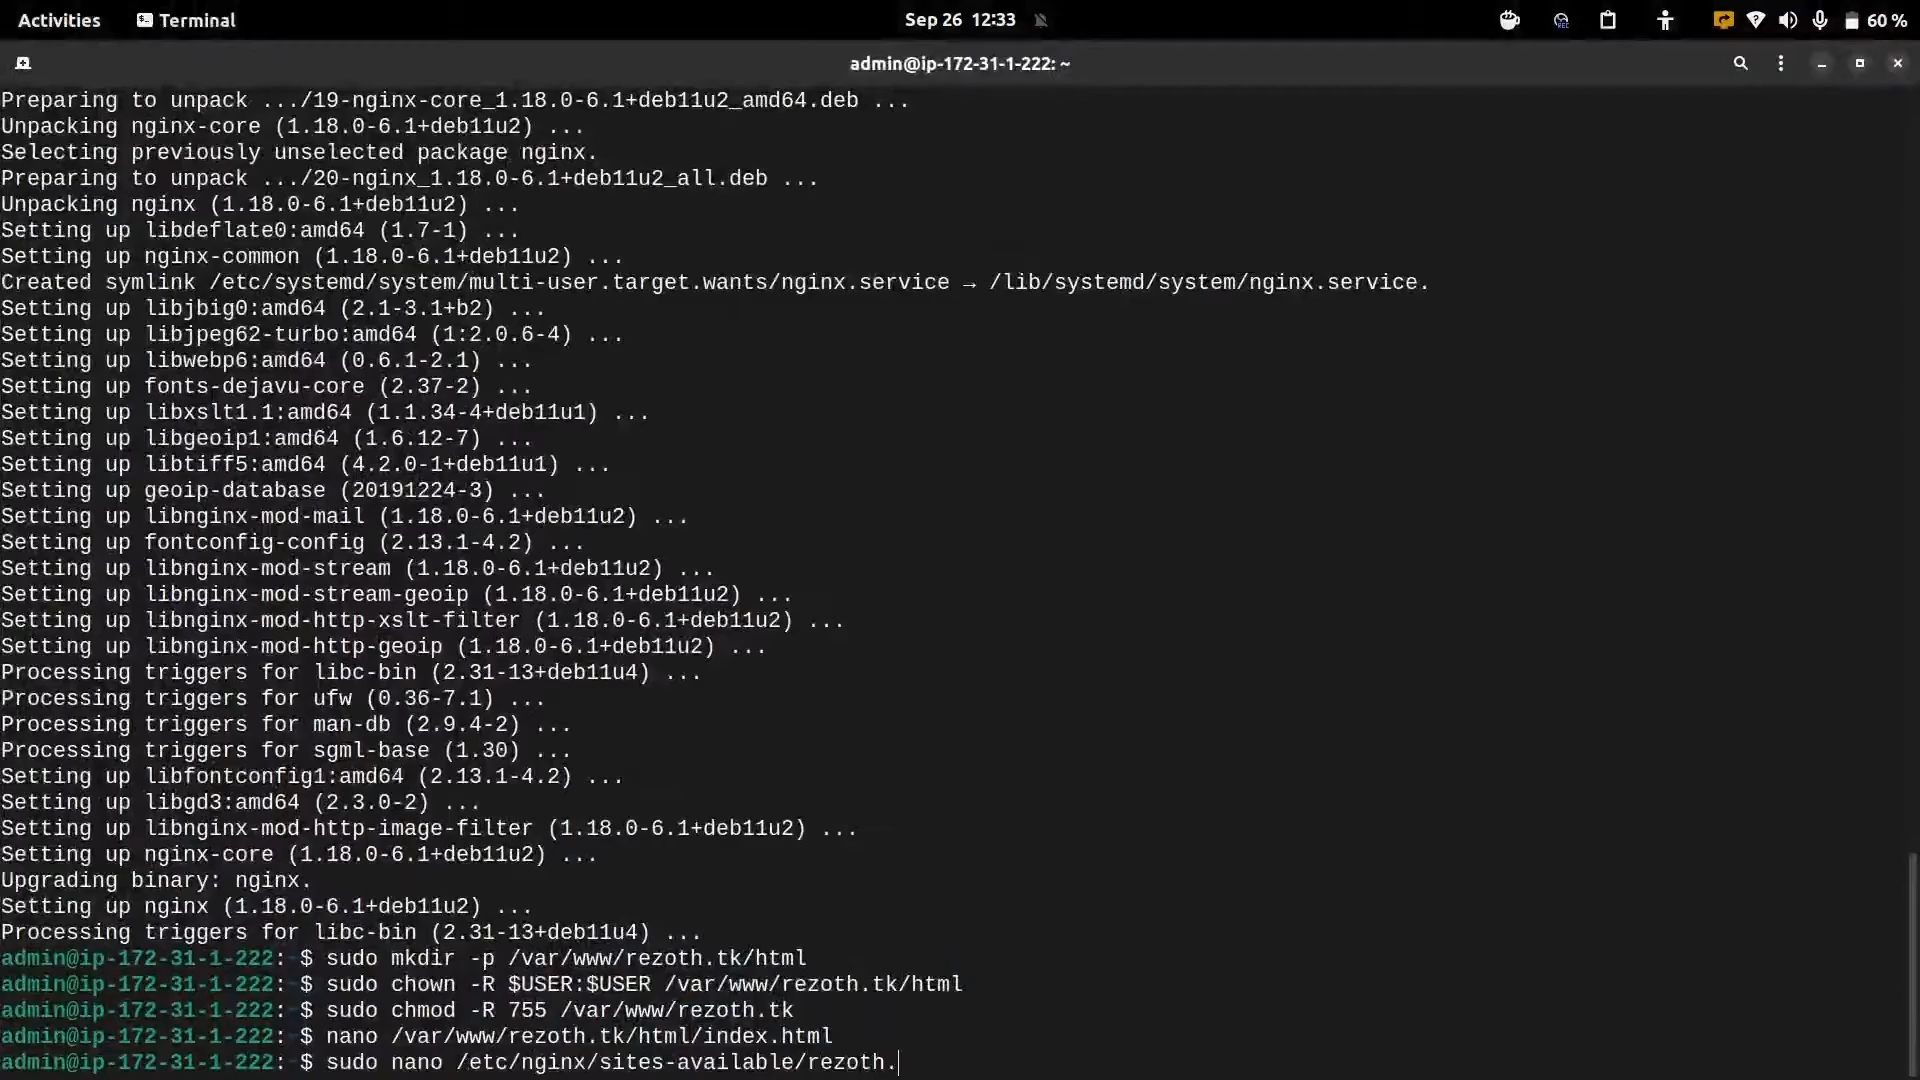 Activities Terminal Sep 26 12:33 60 %
admin@ip-172-31-1-222: ~
Preparing to unpack .../19-nginx-core_1.18.0-6.1+deb11u2_amd64.deb ...
Unpacking nginx-core (1.18.0-6.1+deb11u2) ...
Selecting previously unselected package nginx.
Preparing to unpack .../20-nginx_1.18.0-6.1+deb11u2_all.deb ...
Unpacking nginx (1.18.0-6.1+deb11u2) ...
Setting up libdeflate0:amd64 (1.7-1) ...
Setting up nginx-common (1.18.0-6.1+deb11u2) ...
Created symlink /etc/systemd/system/multi-user.target.wants/nginx.service → /lib/systemd/system/nginx.service.
Setting up libjbig0:amd64 (2.1-3.1+b2) ...
Setting up libjpeg62-turbo:amd64 (1:2.0.6-4) ...
Setting up libwebp6:amd64 (0.6.1-2.1) ...
Setting up fonts-dejavu-core (2.37-2) ...
Setting up libxslt1.1:amd64 (1.1.34-4+deb11u1) ...
Setting up libgeoip1:amd64 (1.6.12-7) ...
Setting up libtiff5:amd64 (4.2.0-1+deb11u1) ...
Setting up geoip-database (20191224-3) ...
Setting up libnginx-mod-mail (1.18.0-6.1+deb11u2) ...
Setting up fontconfig-config (2.13.1-4.2) ...
Setting up libnginx-mod-stream (1.18.0-6.1+deb11u2) ...
Setting up libnginx-mod-stream-geoip (1.18.0-6.1+deb11u2) ...
Setting up libnginx-mod-http-xslt-filter (1.18.0-6.1+deb11u2) ...
Setting up libnginx-mod-http-geoip (1.18.0-6.1+deb11u2) ...
Processing triggers for libc-bin (2.31-13+deb11u4) ...
Processing triggers for ufw (0.36-7.1) ...
Processing triggers for man-db (2.9.4-2) ...
Processing triggers for sgml-base (1.30) ...
Setting up libfontconfig1:amd64 (2.13.1-4.2) ...
Setting up libgd3:amd64 (2.3.0-2) ...
Setting up libnginx-mod-http-image-filter (1.18.0-6.1+deb11u2) ...
Setting up nginx-core (1.18.0-6.1+deb11u2) ...
Upgrading binary: nginx.
Setting up nginx (1.18.0-6.1+deb11u2) ...
Processing triggers for libc-bin (2.31-13+deb11u4) ...
admin@ip-172-31-1-222: $ sudo mkdir -p /var/www/rezoth.tk/html
admin@ip-172-31-1-222: $ sudo chown -R $USER:$USER /var/www/rezoth.tk/html
admin@ip-172-31-1-222: $ sudo chmod -R 755 /var/www/rezoth.tk
admin@ip-172-31-1-222: $ nano /var/www/rezoth.tk/html/index.html
admin@ip-172-31-1-222: $ sudo nano /etc/nginx/sites-available/rezoth.